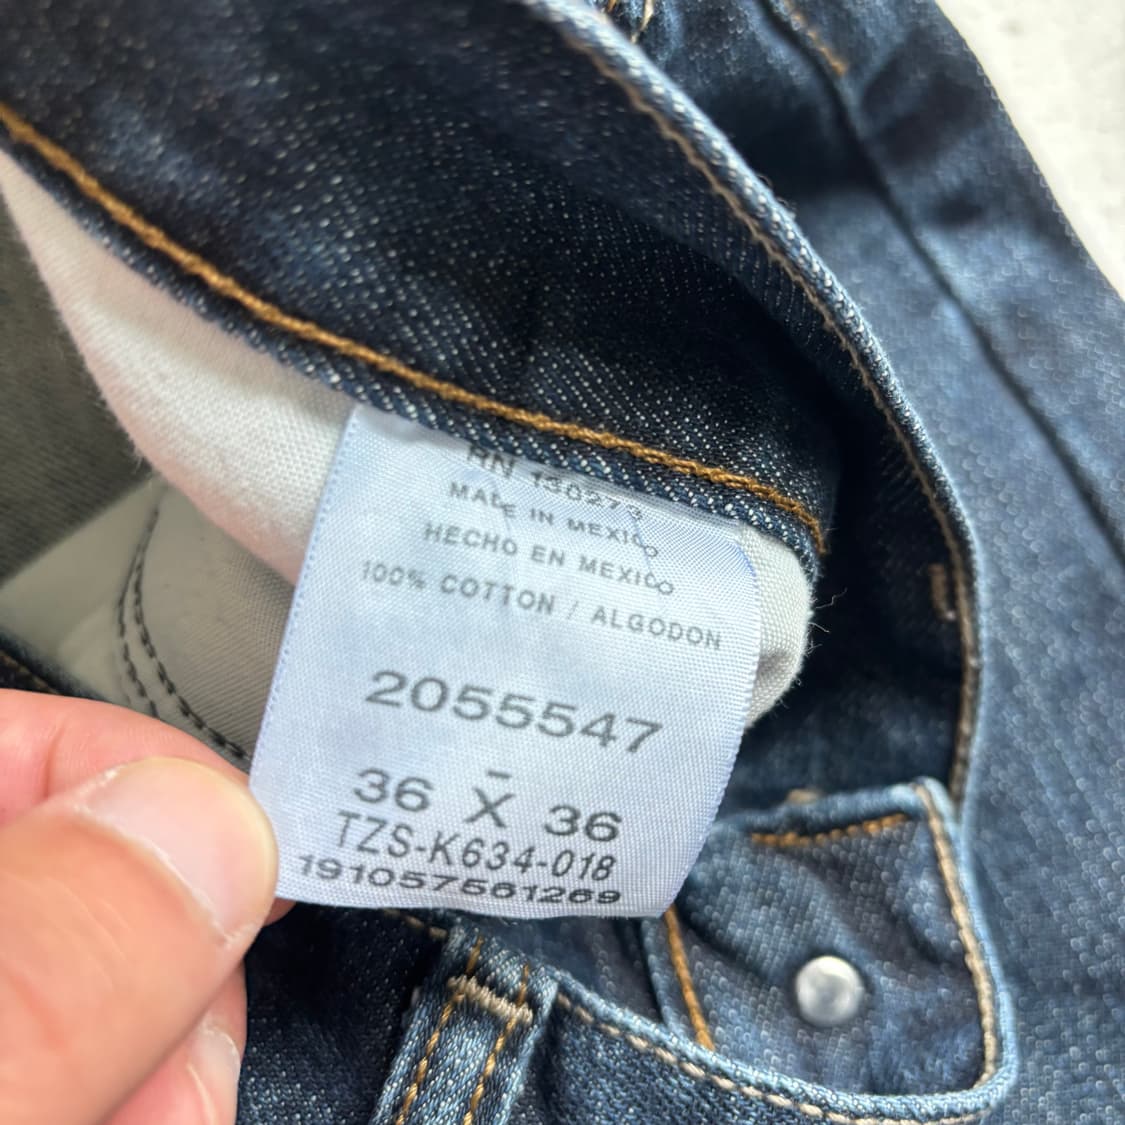 RN 130273
MADE IN MEXICO
HECHO EN MEXICO
100% COTTON / ALGODON
2055547
-
36 X 36
TZS-K634-018
191057561269